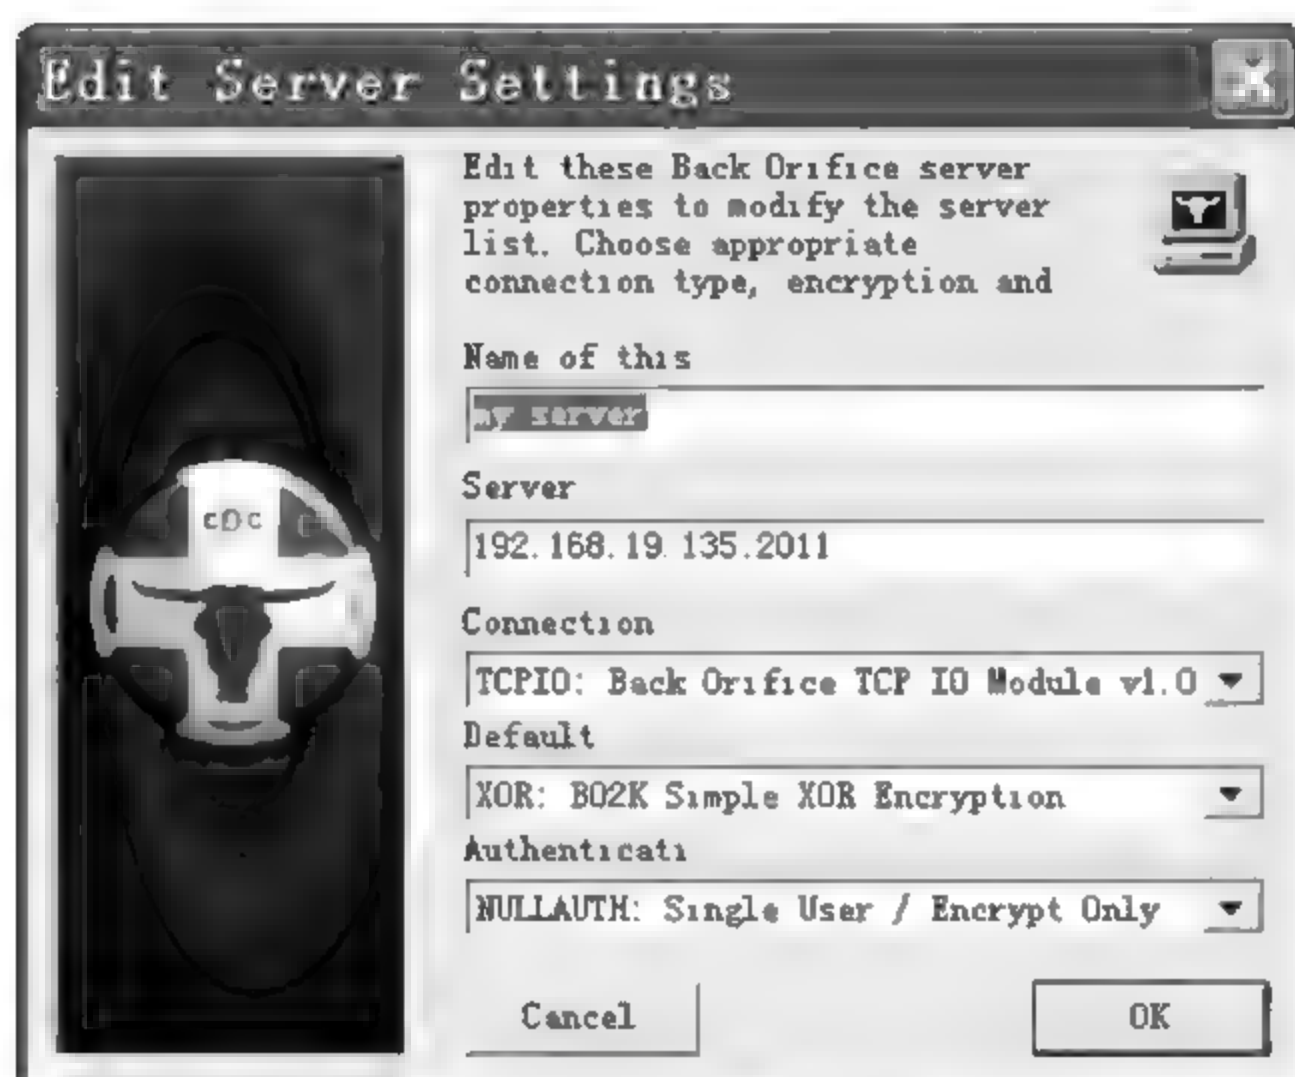 Edit Server Settings
Edit these Back Orifice server
properties to modify the server
list. Choose appropriate
connection type, encryption and
Name of this
my server
Server
192.168.19.135.2011
Connection
TCPIO: Back Orifice TCP IO Module v1.0
Default
XOR: BO2K Simple XOR Encryption
Authenticati
NULLAUTH: Single User / Encrypt Only
Cancel
OK
cDc